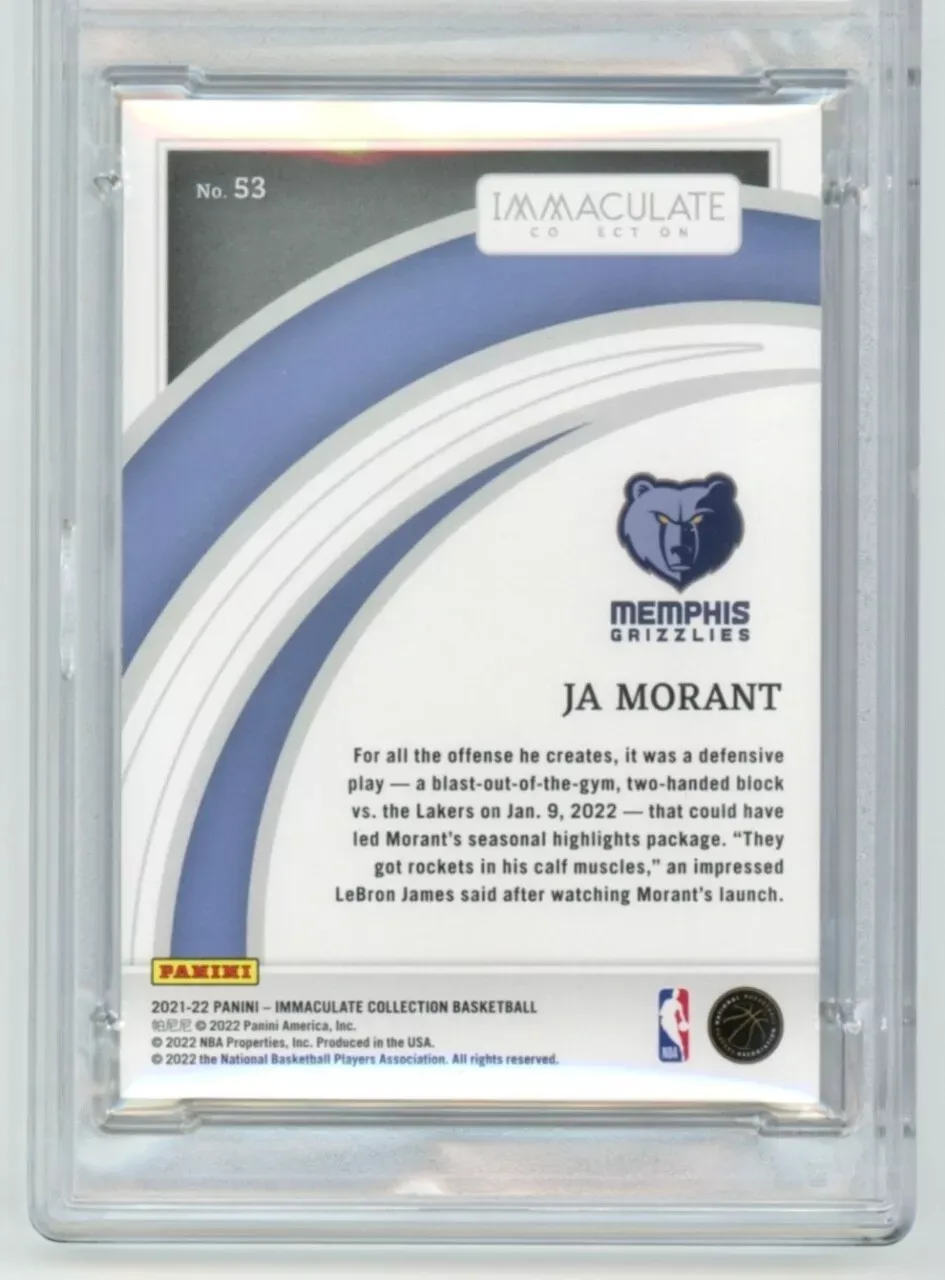 No. 53
IMMACULATE
CO ECT ON
MEMPHIS
GRIZZLIES
JA MORANT
For all the offense he creates, it was a defensive
play — a blast-out-of-the-gym, two-handed block
vs. the Lakers on Jan. 9, 2022 — that could have
led Morant's seasonal highlights package. “They
got rockets in his calf muscles,” an impressed
LeBron James said after watching Morant's launch.
PANINI
2021-22 PANINI – IMMACULATE COLLECTION BASKETBALL
帕尼尼 © 2022 Panini America, Inc.
© 2022 NBA Properties, Inc. Produced in the USA.
© 2022 the National Basketball Players Association. All rights reserved.
NBA